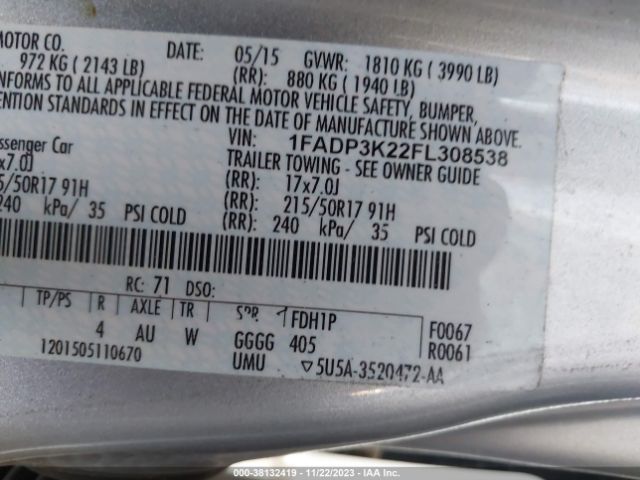 MOTOR CO. DATE: 05/15 GVWR: 1810 KG ( 3990 LB)
972 KG ( 2143 LB) (RR): 880 KG ( 1940 LB)
TO ALL APPLICABLE FEDERAL MOTOR VEHICLE SAFETY, BUMPER,
STANDARDS IN EFFECT ON THE DATE OF MANUFACTURE SHOWN ABOVE.
VIN: 1FADP3K22FL308538
Car TRAILER TOWING - SEE OWNER GUIDE
x7.0J (RR): 17x7.0J
/50R17 91H (RR): 215/50R17 91H
240 kPa/ 35 PSI COLD (RR): 240 kPa/ 35 PSI COLD
RC: 71 DSO:
TP/PS R AXLE TR SPR FDH1P F0067
4 AU W GGGG 405 R0061
1201505110670 UMU ▽5U5A-3520472-AA
000-38132419 - 11/22/2023 - IAA Inc.